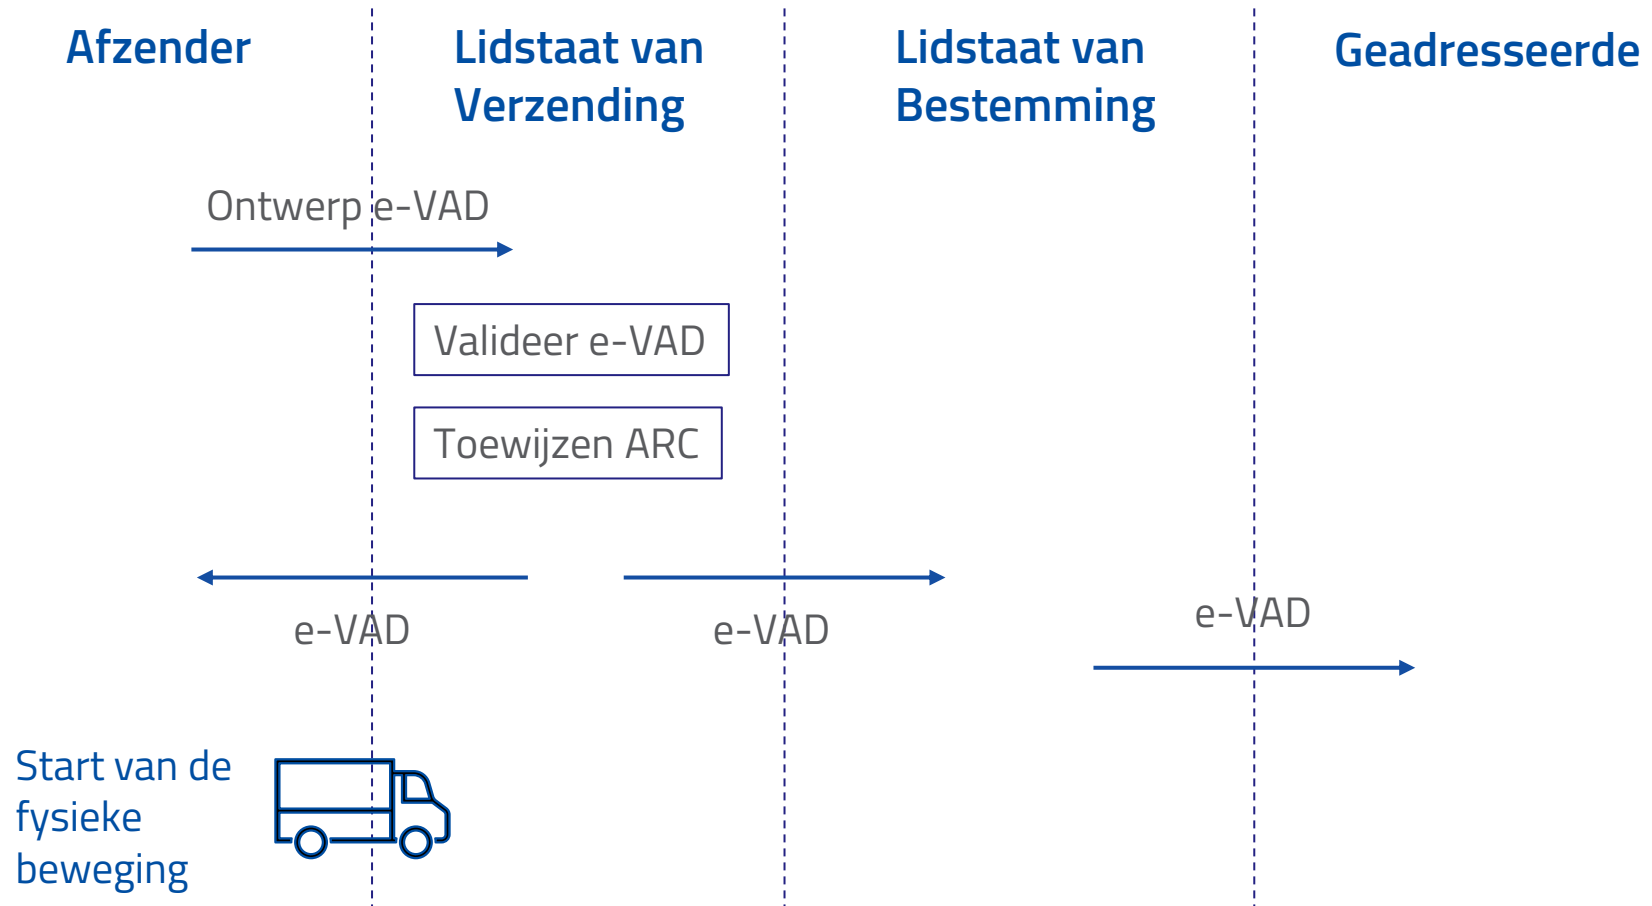 Afzender
Lidstaat van
Verzending
Lidstaat van
Bestemming
Geadresseerde
Ontwerp e-VAD
Valideer e-VAD
Toewijzen ARC
e-VAD
e-VAD
e-VAD
Start van de
fysieke
beweging